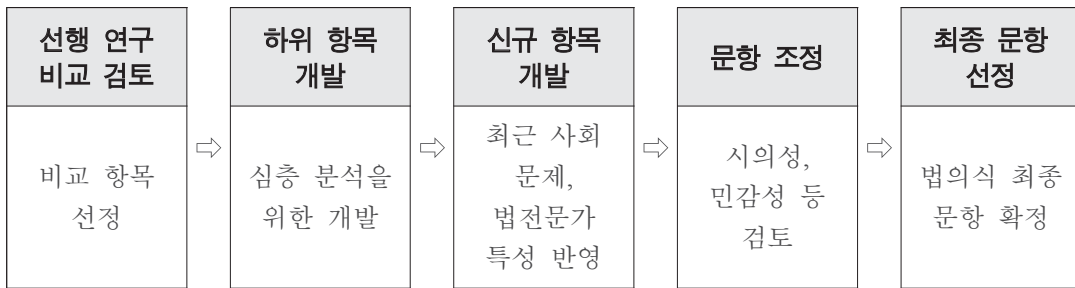 선행 연구
비교 검토
하위 항목
개발
신규 항목
개발
문항 조정
최종 문항
선정
비교 항목
선정
심층 분석을
위한 개발
최근 사회
문제,
법전문가
특성 반영
시의성,
민감성 등
검토
법의식 최종
문항 확정